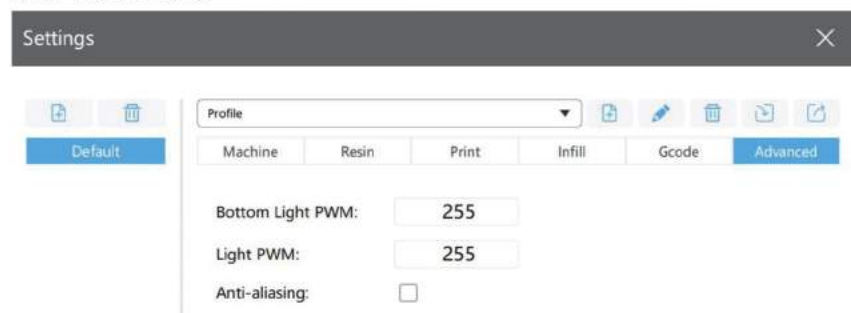 Settings
Profile
Default
Machine Resin Print Infill Gcode Advanced
Bottom Light PWM: 255
Light PWM: 255
Anti-aliasing: